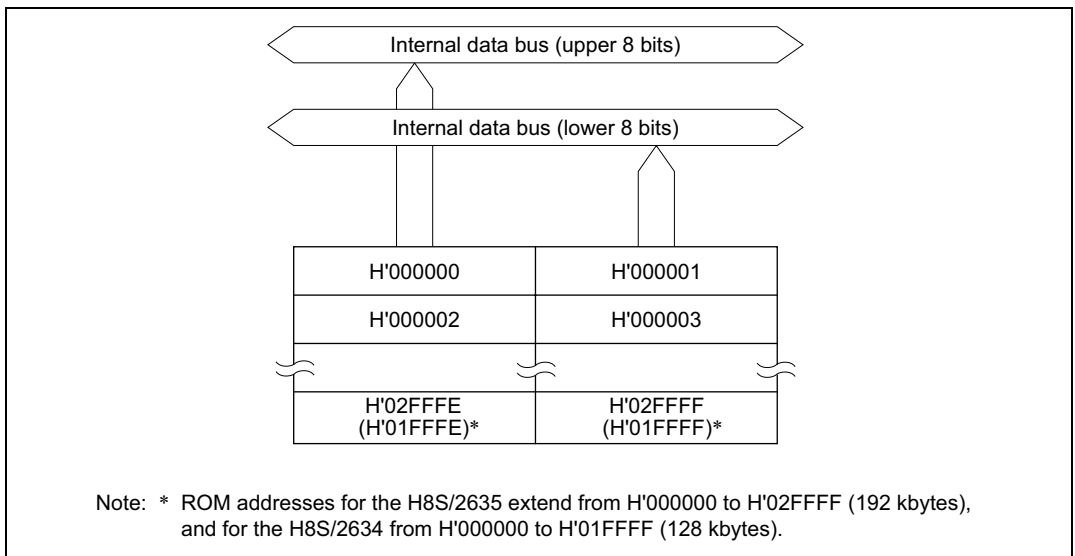 Internal data bus (upper 8 bits)
Internal data bus (lower 8 bits)
H'000000
H'000001
H'000002
H'000003
H'02FFFE
(H'01FFFE)*
H'02FFFF
(H'01FFFF)*
Note: * ROM addresses for the H8S/2635 extend from H'000000 to H'02FFFF (192 kbytes),
and for the H8S/2634 from H'000000 to H'01FFFF (128 kbytes).